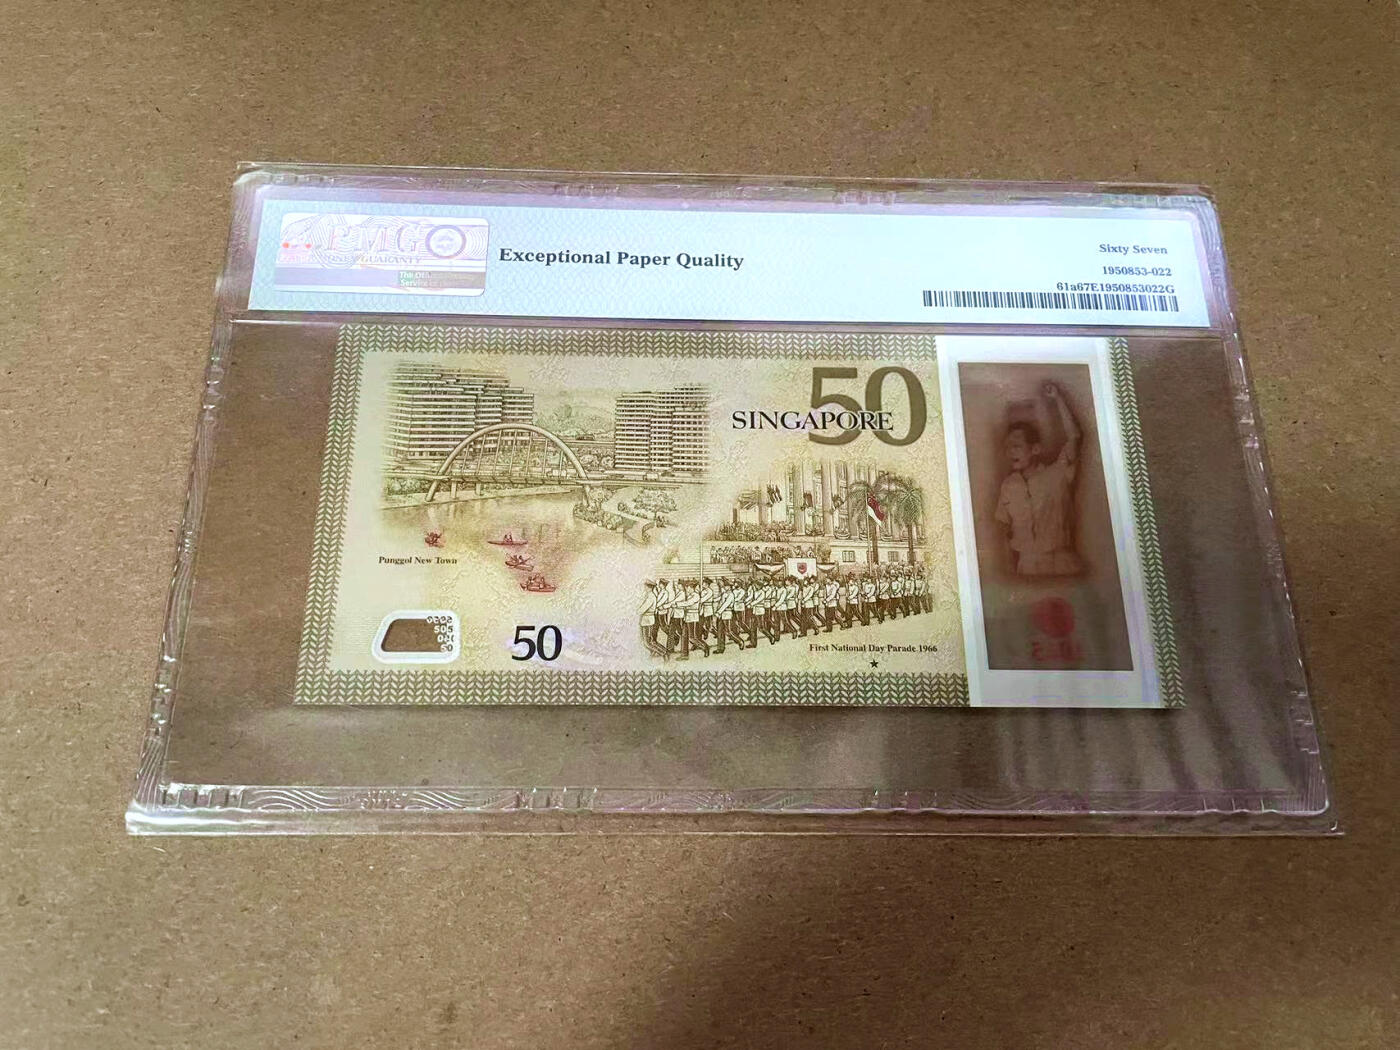 PMG
Exceptional Paper Quality
Sixty Seven
1950853-022
61a67E1950853022G
50
SINGAPORE
Punggol New Town
50
First National Day Parade 1966